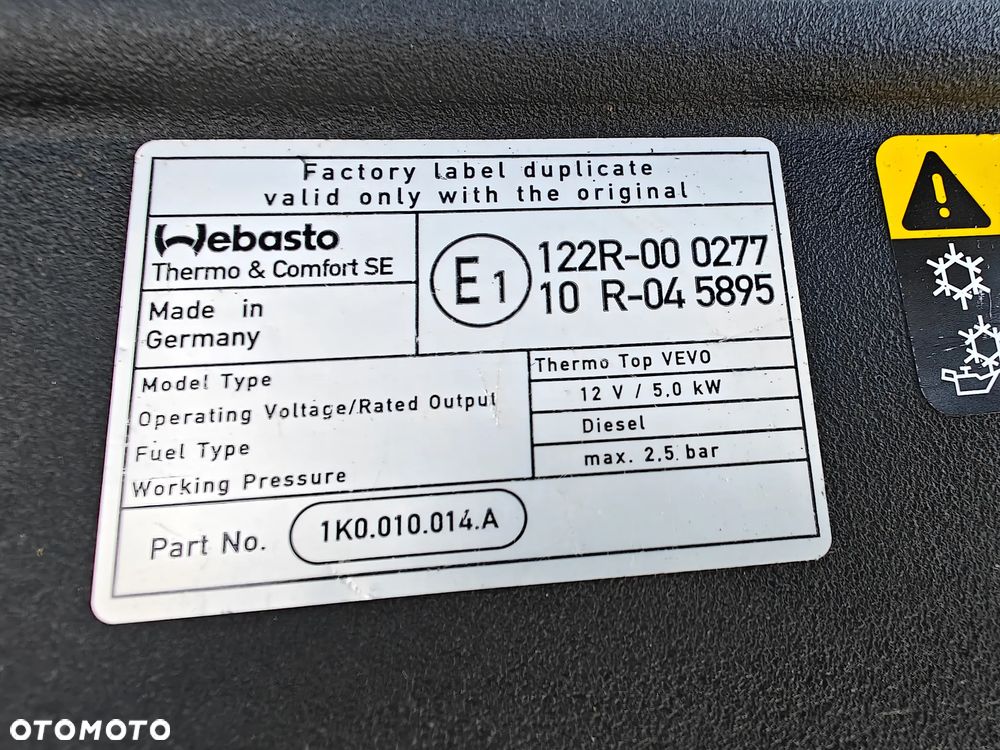 Factory label duplicate
valid only with the original
Webasto
Thermo & Comfort SE
Made in
Germany
E1
122R-00 0277
10 R-04 5895
Model Type
Thermo Top VEVO
Operating Voltage/Rated Output
12 V / 5.0 kW
Fuel Type
Diesel
Working Pressure
max. 2.5 bar
Part No.
1K0.010.014.A
OTOMOTO